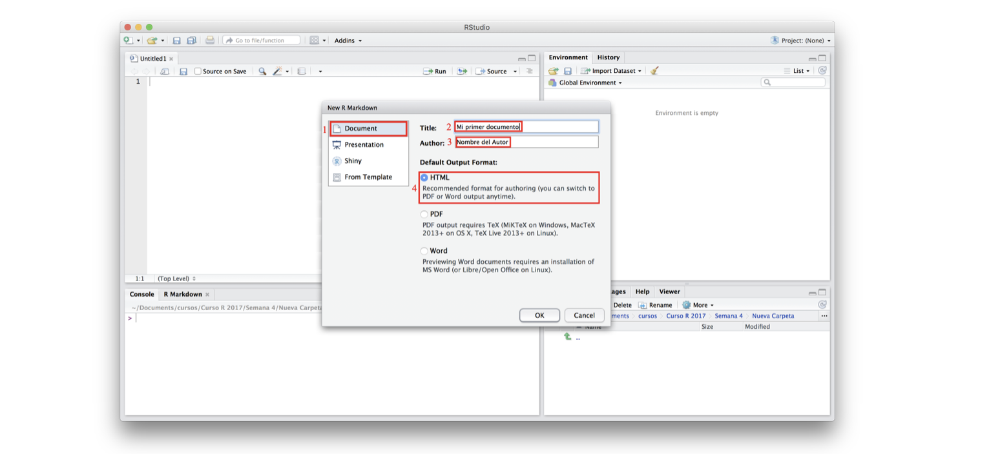 RStudio
Go to file/function
Addins
Project: (None)
Untitled1
Source on Save
Run
Source
1
1:1 (Top Level)
Console R Markdown
~/Documents/cursos/Curso R 2017/Semana 4/Nueva Carpeta
>
Environment History
Import Dataset
List
Global Environment
Environment is empty
New R Markdown
1 Document
Presentation
Shiny
From Template
Title: 2 Mi primer documento
Author: 3 Nombre del Autor
Default Output Format:
HTML
4 Recommended format for authoring (you can switch to
PDF or Word output anytime).
PDF
PDF output requires TeX (MiKTeX on Windows, MacTeX
2013+ on OS X, TeX Live 2013+ on Linux).
Word
Previewing Word documents requires an installation of
MS Word (or Libre/Open Office on Linux).
OK Cancel
ages Help Viewer
Delete Rename More
ments cursos Curso R 2017 Semana 4 Nueva Carpeta ...
Name Size Modified
..